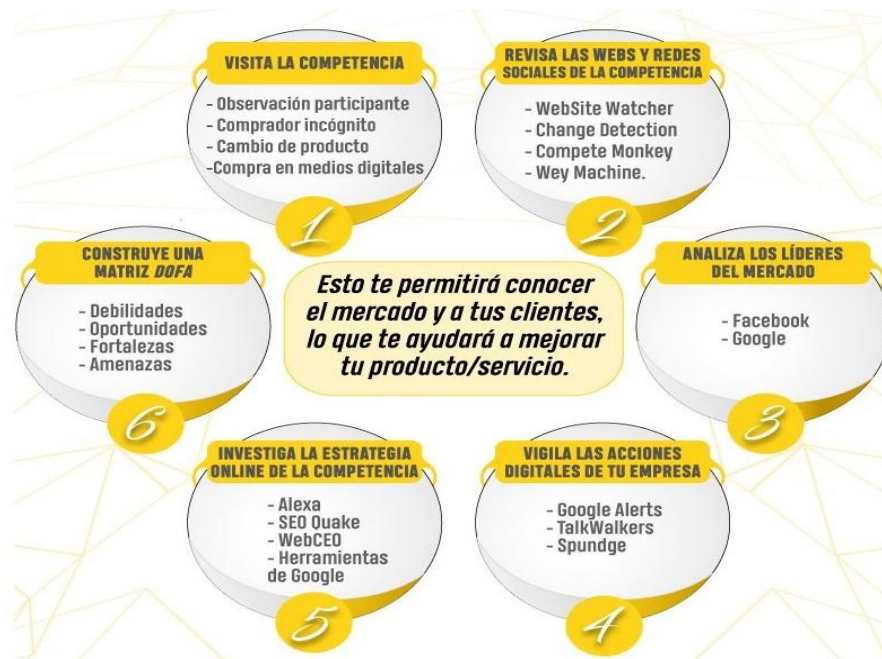 VISITA LA COMPETENCIA
- Observación participante
- Comprador incógnito
- Cambio de producto
-Compra en medios digitales
1
REVISA LAS WEBS Y REDES
SOCIALES DE LA COMPETENCIA
- WebSite Watcher
- Change Detection
- Compete Monkey
- Wey Machine.
2
ANALIZA LOS LÍDERES
DEL MERCADO
- Facebook
- Google
3
VIGILA LAS ACCIONES
DIGITALES DE TU EMPRESA
- Google Alerts
- TalkWalkers
- Spundge
4
INVESTIGA LA ESTRATEGIA
ONLINE DE LA COMPETENCIA
- Alexa
- SEO Quake
- WebCEO
- Herramientas
de Google
5
CONSTRUYE UNA
MATRIZ DOFA
- Debilidades
- Oportunidades
- Fortalezas
- Amenazas
6
Esto te permitirá conocer
el mercado y a tus clientes,
lo que te ayudará a mejorar
tu producto/servicio.